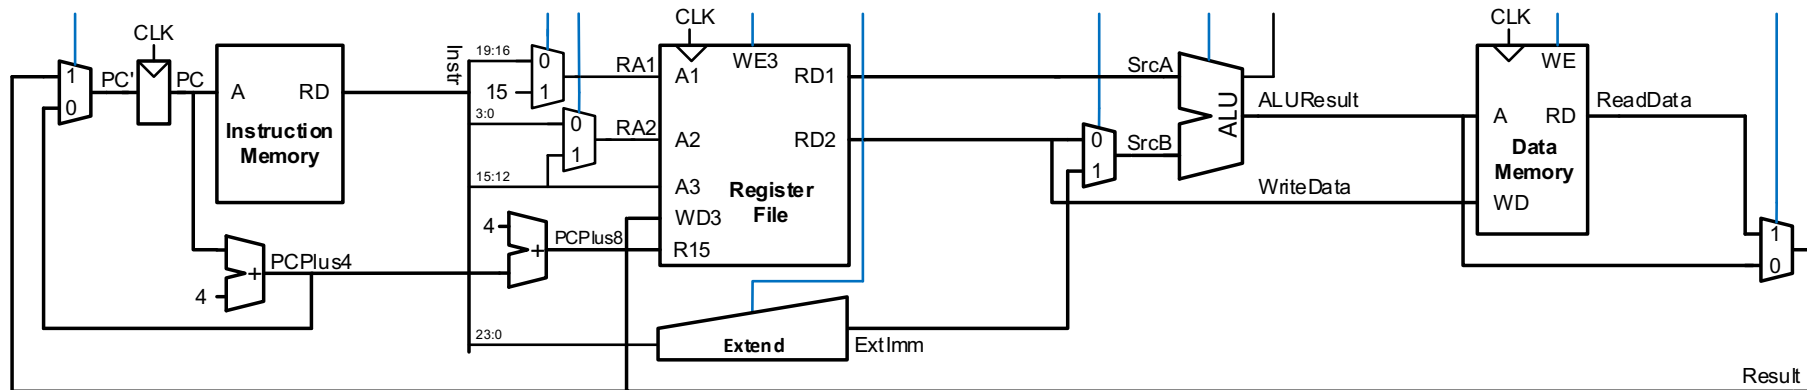 CLK
CLK
CLK
Instr
19:16
0
1
15
RA1
A1
WE3
RD1
SrcA
WE
1
0
PC'
PC
A
RD
Instruction
Memory
3:0
0
1
RA2
A2
RD2
0
1
SrcB
ALU
ALUResult
A
RD
Data
Memory
ReadData
15:12
A3
Register
File
WriteData
WD
WD3
4
+
PCPlus8
R15
1
0
PCPlus4
+
4
23:0
Extend
ExtImm
Result